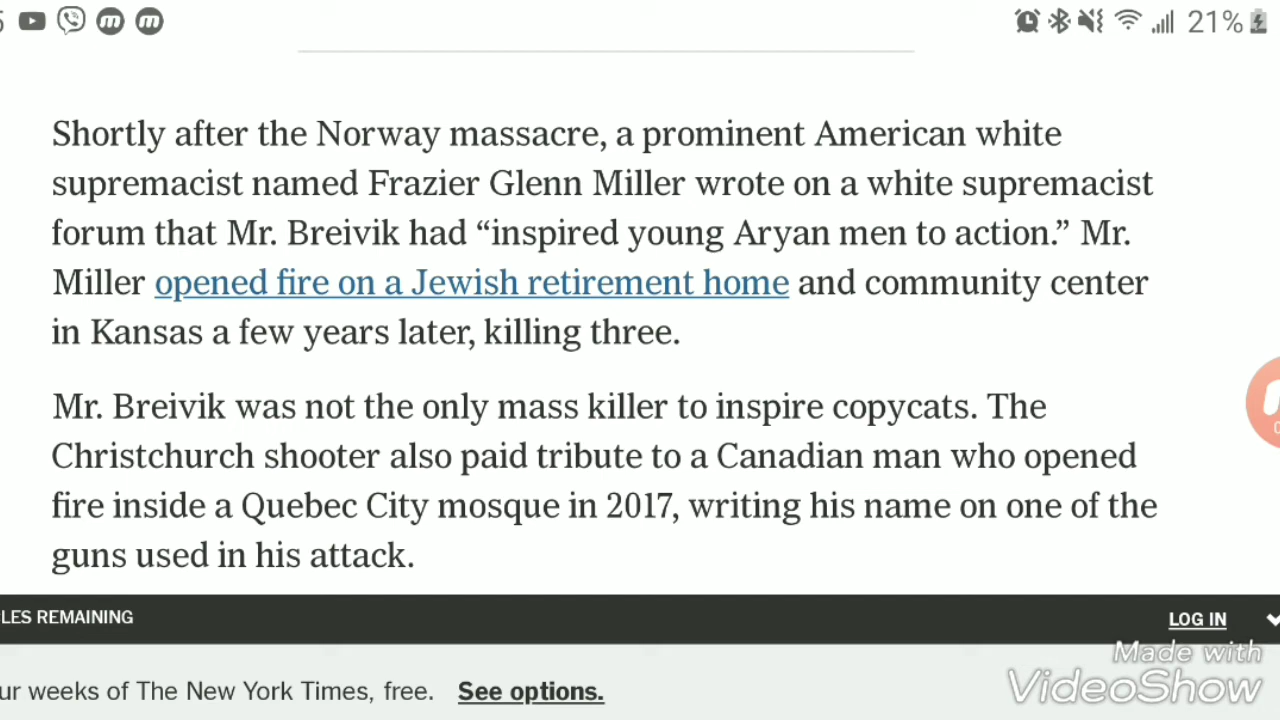 21%
Shortly after the Norway massacre, a prominent American white
supremacist named Frazier Glenn Miller wrote on a white supremacist
forum that Mr. Breivik had “inspired young Aryan men to action.” Mr.
Miller opened fire on a Jewish retirement home and community center
in Kansas a few years later, killing three.
Mr. Breivik was not the only mass killer to inspire copycats. The
Christchurch shooter also paid tribute to a Canadian man who opened
fire inside a Quebec City mosque in 2017, writing his name on one of the
guns used in his attack.
LES REMAINING LOG IN
Made with
VideoShow
ur weeks of The New York Times, free. See options.